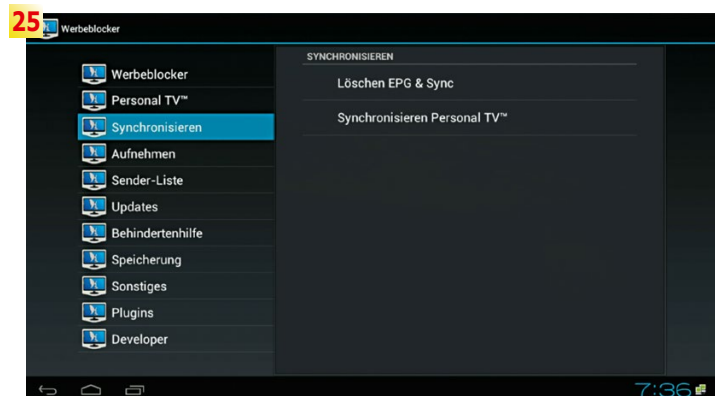 25
Werbeblocker
Werbeblocker
Personal TV™
Synchronisieren
Aufnehmen
Sender-Liste
Updates
Behindertenhilfe
Speicherung
Sonstiges
Plugins
Developer
SYNCHRONISIEREN
Löschen EPG & Sync
Synchronisieren Personal TV™
7:36